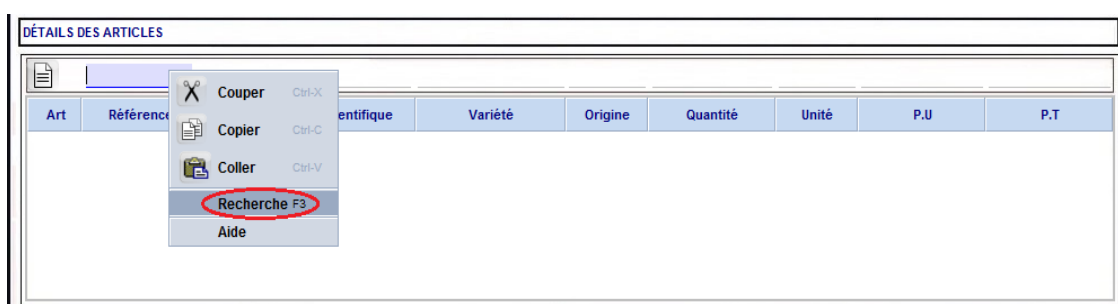 DÉTAILS DES ARTICLES
Couper Ctrl-X
Art Référence entifique Variété Origine Quantité Unité P.U P.T
Copier Ctrl-C
Coller Ctrl-V
Recherche F3
Aide